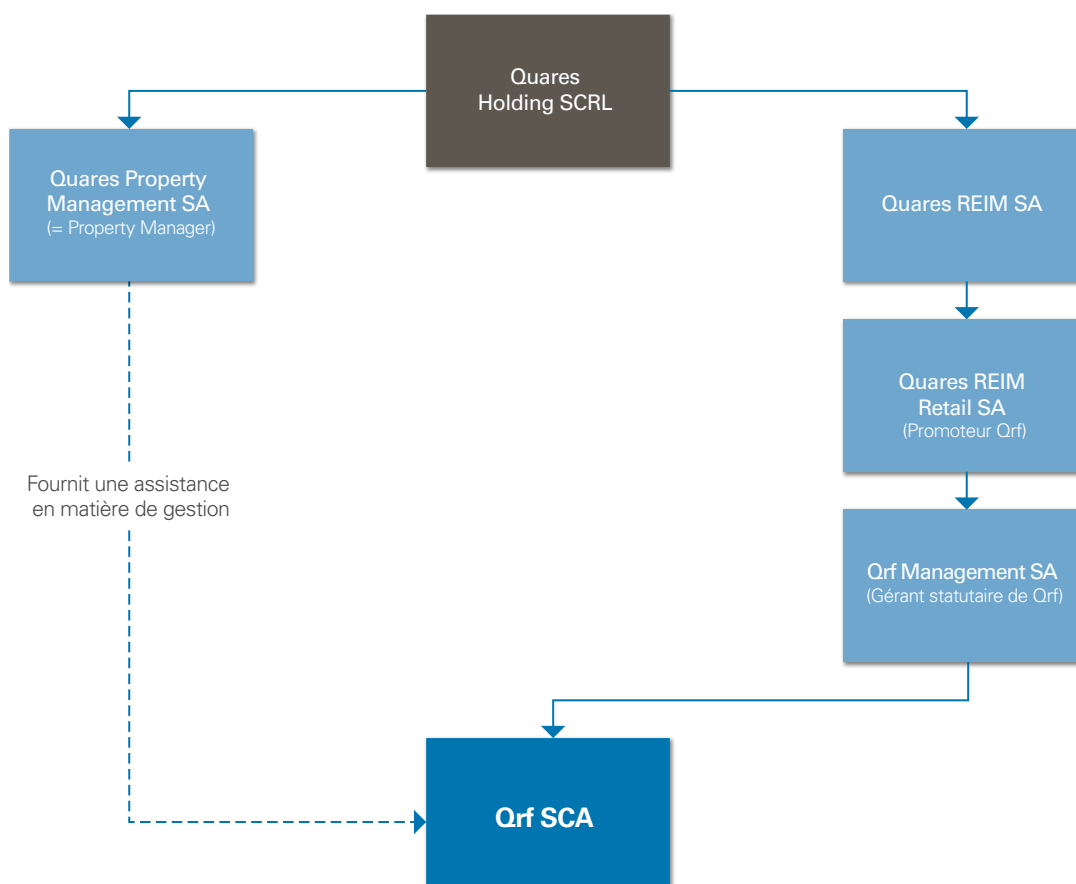 Quares
Holding SCRL
Quares Property
Management SA
(= Property Manager)
Quares REIM SA
Quares REIM
Retail SA
(Promoteur Qrf)
Fournit une assistance
en matière de gestion
Qrf Management SA
(Gérant statutaire de Qrf)
Qrf SCA